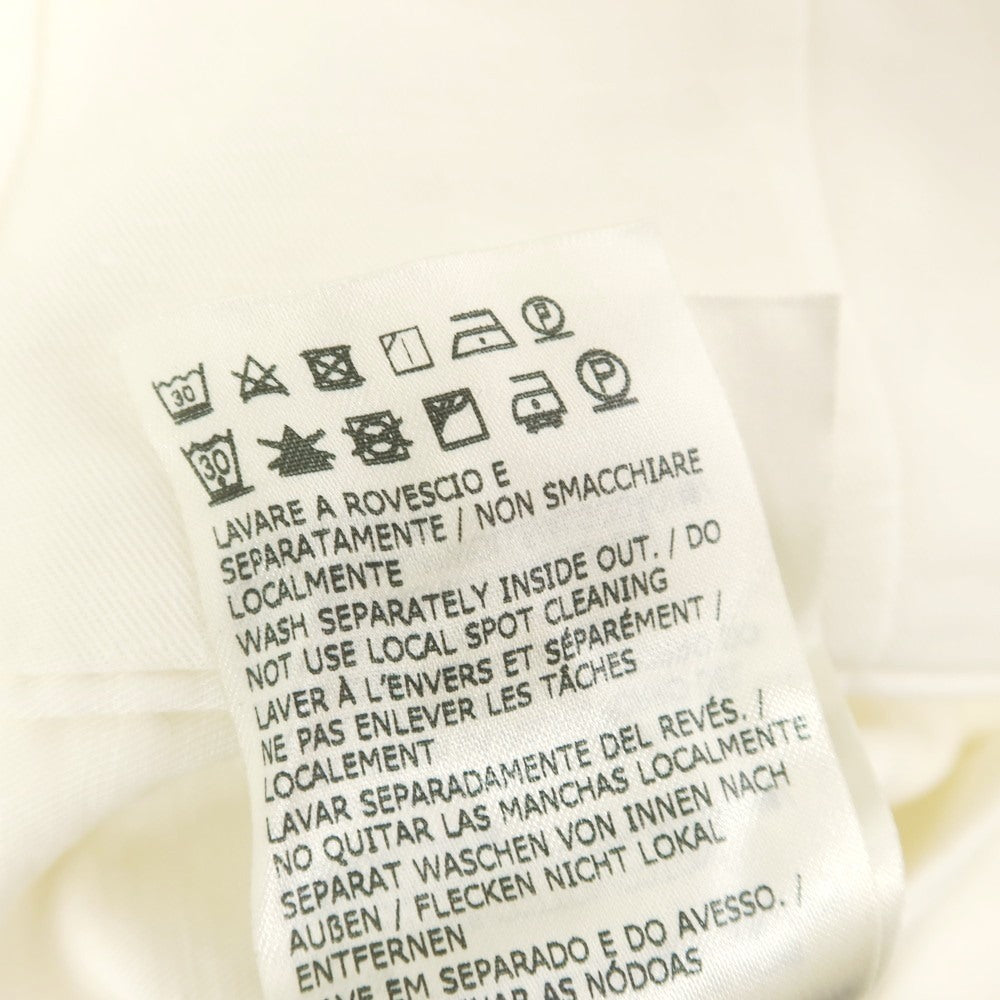 30 P
30 P
LAVARE A ROVESCIO E
SEPARATAMENTE / NON SMACCHIARE
LOCALMENTE
WASH SEPARATELY INSIDE OUT. / DO
NOT USE LOCAL SPOT CLEANING
LAVER À L'ENVERS ET SÉPARÉMENT /
NE PAS ENLEVER LES TÂCHES
LOCALEMENT
LAVAR SEPARADAMENTE DEL REVÉS. /
NO QUITAR LAS MANCHAS LOCALMENTE
SEPARAT WASCHEN VON INNEN NACH
AUßEN / FLECKEN NICHT LOKAL
ENTFERNEN
EM SEPARADO E DO AVESSO. /
AS NÓDOAS